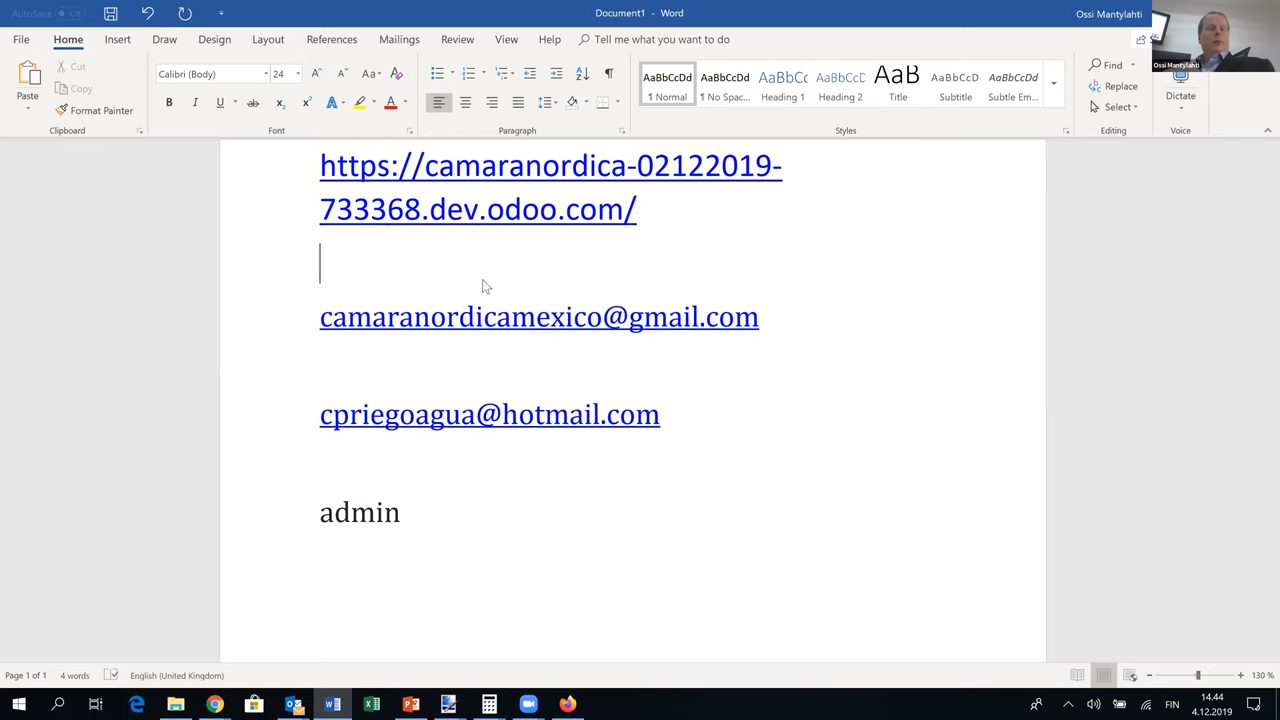 AutoSave Off
Document1 - Word
Ossi Mantylahti
File Home Insert Draw Design Layout References Mailings Review View Help Tell me what you want to do
Ossi Mantylahti
Paste
Cut
Copy
Format Painter
Clipboard
Calibri (Body) 24
Font
Paragraph
AaBbCcDd AaBbCcDd AaBbCc AaBbCcD AaB AaBbCcD AaBbCcDd
¶ Normal ¶ No Spac... Heading 1 Heading 2 Title Subtitle Subtle Em...
Styles
Find
Replace
Select
Editing
Dictate
Voice
https://camaranordica-02122019-
733368.dev.odoo.com/
camaranordicamexico@gmail.com
cpriegoagua@hotmail.com
admin
Page 1 of 1 4 words English (United Kingdom) 130 %
FIN 14.44
4.12.2019